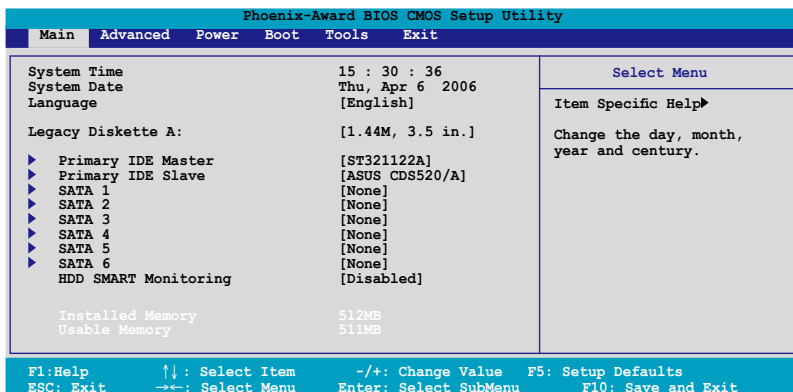 Phoenix-Award BIOS CMOS Setup Utility
Main Advanced Power Boot Tools Exit
System Time 15 : 30 : 36
System Date Thu, Apr 6 2006
Language [English]
Legacy Diskette A: [1.44M, 3.5 in.]
Primary IDE Master [ST321122A]
Primary IDE Slave [ASUS CDS520/A]
SATA 1 [None]
SATA 2 [None]
SATA 3 [None]
SATA 4 [None]
SATA 5 [None]
SATA 6 [None]
HDD SMART Monitoring [Disabled]
Installed Memory 512MB
Usable Memory 511MB
Select Menu
Item Specific Help
Change the day, month,
year and century.
F1:Help ↑↓: Select Item -/+: Change Value F5: Setup Defaults
ESC: Exit →←: Select Menu Enter: Select SubMenu F10: Save and Exit